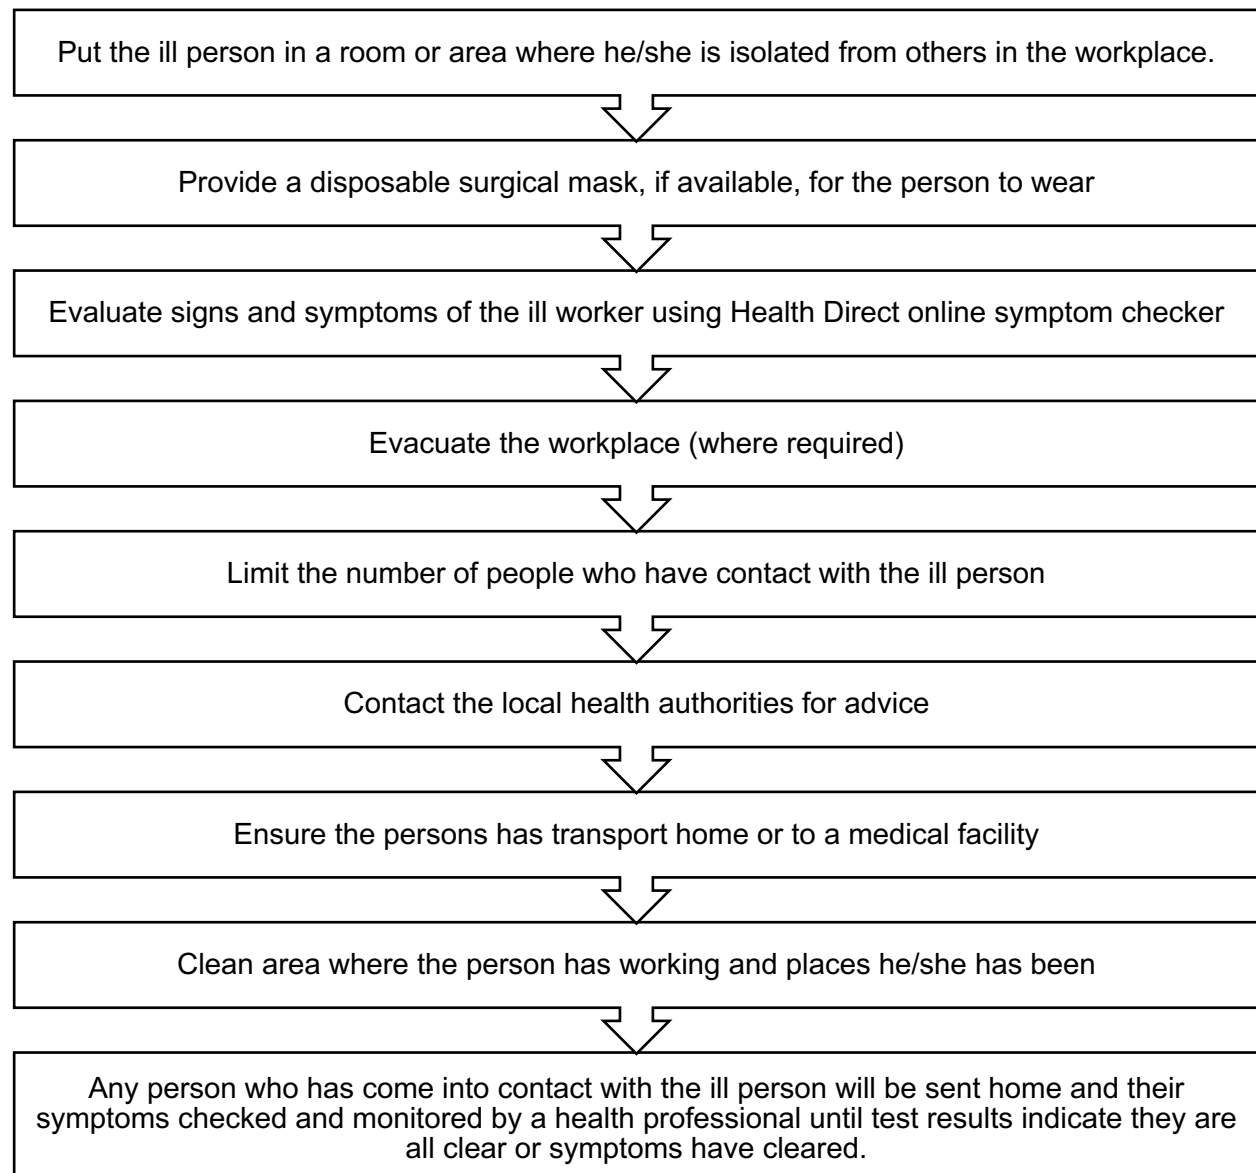 Put the ill person in a room or area where he/she is isolated from others in the workplace.
Provide a disposable surgical mask, if available, for the person to wear
Evaluate signs and symptoms of the ill worker using Health Direct online symptom checker
Evacuate the workplace (where required)
Limit the number of people who have contact with the ill person
Contact the local health authorities for advice
Ensure the persons has transport home or to a medical facility
Clean area where the person has working and places he/she has been
Any person who has come into contact with the ill person will be sent home and their
symptoms checked and monitored by a health professional until test results indicate they are
all clear or symptoms have cleared.